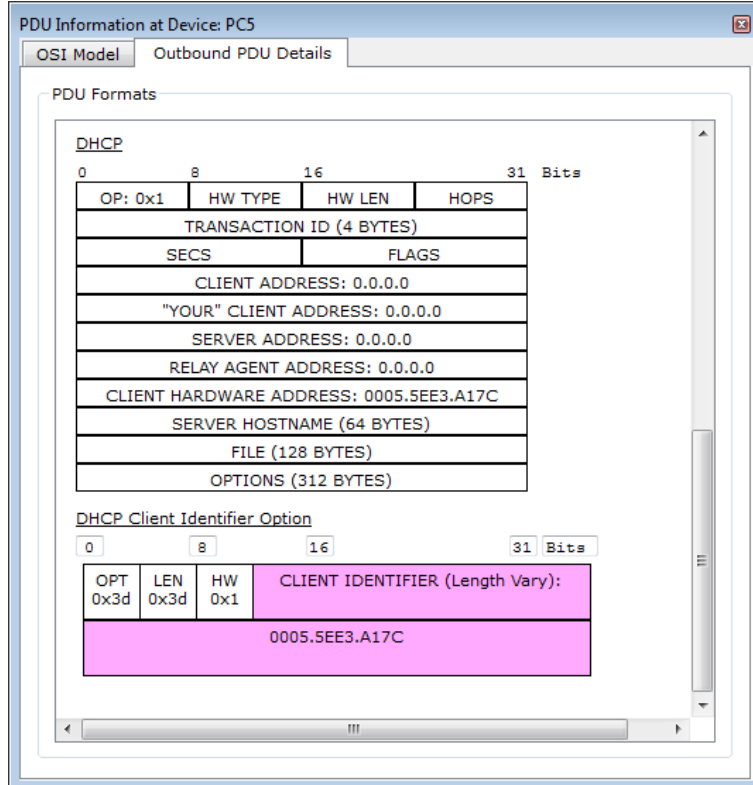 PDU Information at Device: PC5
OSI Model Outbound PDU Details
PDU Formats
DHCP
0 8 16 31 Bits
OP: 0x1 HW TYPE HW LEN HOPS
TRANSACTION ID (4 BYTES)
SECS FLAGS
CLIENT ADDRESS: 0.0.0.0
"YOUR" CLIENT ADDRESS: 0.0.0.0
SERVER ADDRESS: 0.0.0.0
RELAY AGENT ADDRESS: 0.0.0.0
CLIENT HARDWARE ADDRESS: 0005.5EE3.A17C
SERVER HOSTNAME (64 BYTES)
FILE (128 BYTES)
OPTIONS (312 BYTES)
DHCP Client Identifier Option
0 8 16 31 Bits
OPT LEN HW CLIENT IDENTIFIER (Length Vary):
0x3d 0x3d 0x1
0005.5EE3.A17C